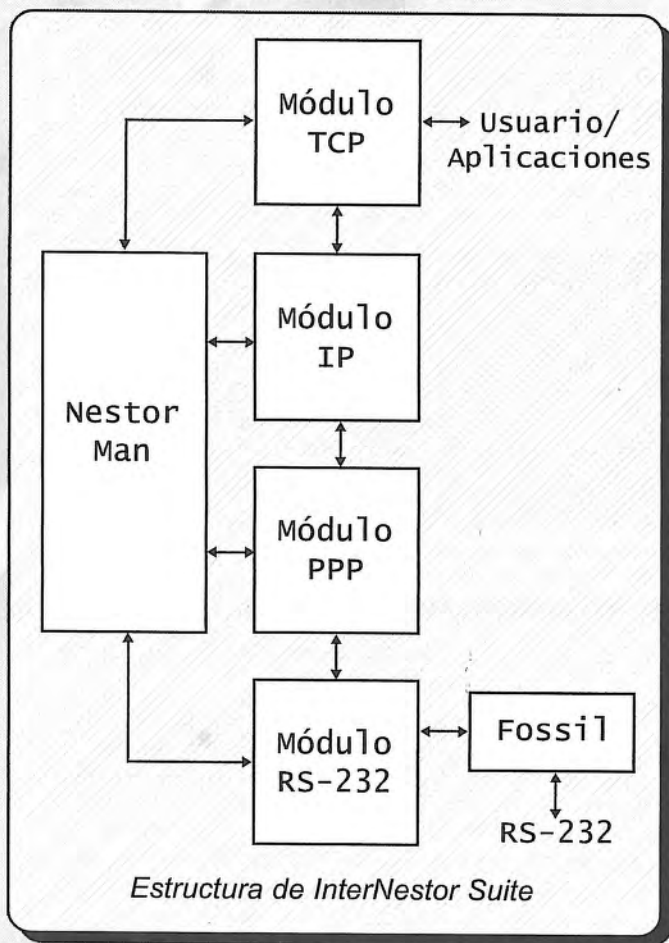 Módulo
TCP
Usuario/
Aplicaciones
Módulo
IP
Nestor
Man
Módulo
PPP
Módulo
RS-232
Fossil
RS-232
Estructura de InterNestor Suite